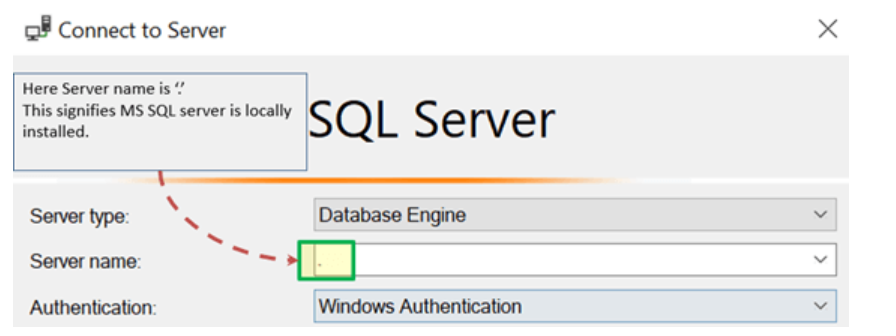 Connect to Server
Here Server name is ‘.’
This signifies MS SQL server is locally
installed.
SQL Server
Server type:
Database Engine
Server name:
.
Authentication:
Windows Authentication